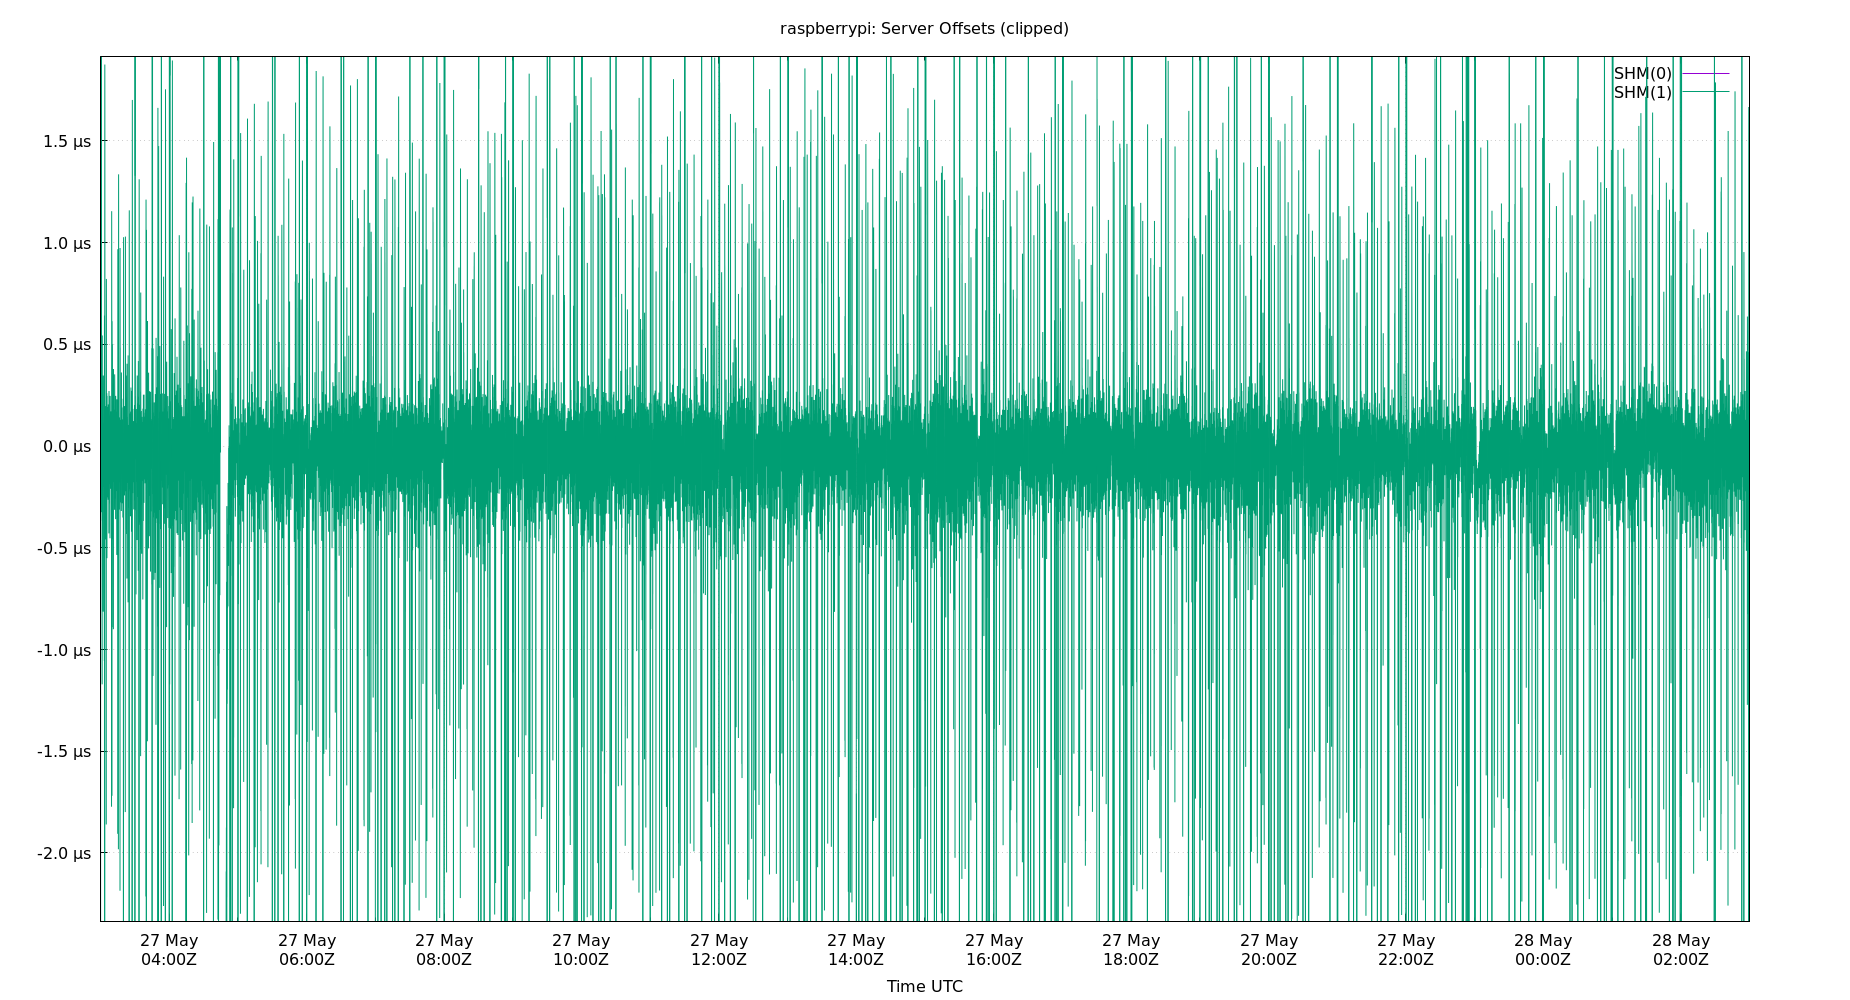 raspberrypi: Server Offsets (clipped)
SHM(0)
SHM(1)
1.5 µs
1.0 µs
0.5 µs
0.0 µs
-0.5 µs
-1.0 µs
-1.5 µs
-2.0 µs
27 May 27 May 27 May 27 May 27 May 27 May 27 May 27 May 27 May 27 May 28 May 28 May
04:00Z 06:00Z 08:00Z 10:00Z 12:00Z 14:00Z 16:00Z 18:00Z 20:00Z 22:00Z 00:00Z 02:00Z
Time UTC